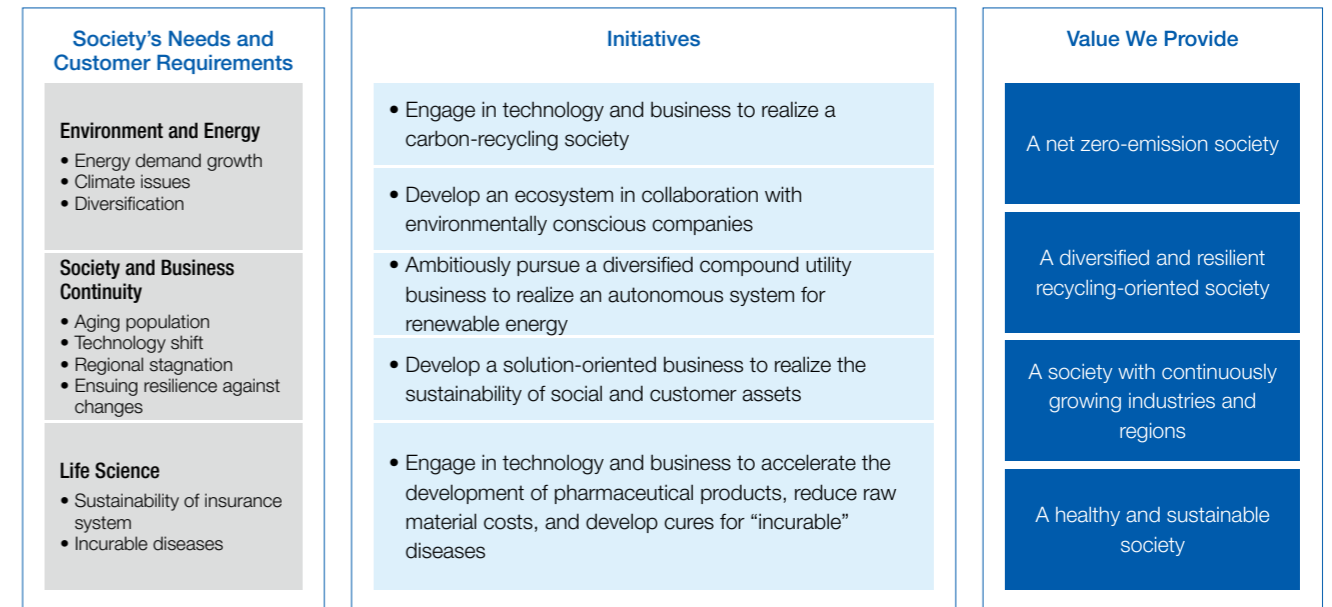 Society's Needs and
Customer Requirements
Environment and Energy
• Energy demand growth
• Climate issues
• Diversification
Society and Business
Continuity
• Aging population
• Technology shift
• Regional stagnation
• Ensuing resilience against
changes
Life Science
• Sustainability of insurance
system
• Incurable diseases
Initiatives
• Engage in technology and business to realize a
carbon-recycling society
• Develop an ecosystem in collaboration with
environmentally conscious companies
• Ambitiously pursue a diversified compound utility
business to realize an autonomous system for
renewable energy
• Develop a solution-oriented business to realize the
sustainability of social and customer assets
• Engage in technology and business to accelerate the
development of pharmaceutical products, reduce raw
material costs, and develop cures for “incurable”
diseases
Value We Provide
A net zero-emission society
A diversified and resilient
recycling-oriented society
A society with continuously
growing industries and
regions
A healthy and sustainable
society